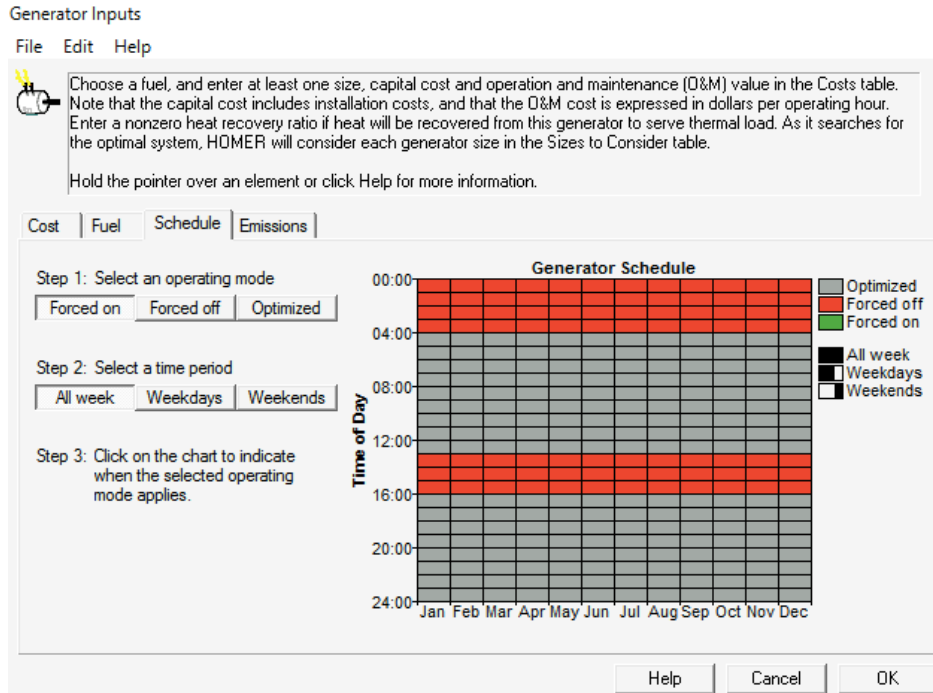 Generator Inputs
File Edit Help
Choose a fuel, and enter at least one size, capital cost and operation and maintenance (O&M) value in the Costs table.
Note that the capital cost includes installation costs, and that the O&M cost is expressed in dollars per operating hour.
Enter a nonzero heat recovery ratio if heat will be recovered from this generator to serve thermal load. As it searches for
the optimal system, HOMER will consider each generator size in the Sizes to Consider table.
Hold the pointer over an element or click Help for more information.
Cost Fuel Schedule Emissions
Step 1: Select an operating mode
Forced on Forced off Optimized
Step 2: Select a time period
All week Weekdays Weekends
Step 3: Click on the chart to indicate
when the selected operating
mode applies.
Generator Schedule
Time of Day
00:00
04:00
08:00
12:00
16:00
20:00
24:00
Jan Feb Mar Apr May Jun Jul Aug Sep Oct Nov Dec
Optimized
Forced off
Forced on
All week
Weekdays
Weekends
Help Cancel OK